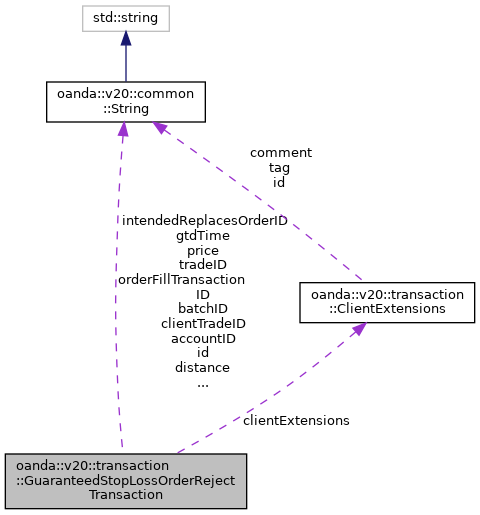 std::string
oanda::v20::common
::String
comment
tag
id
intendedReplacesOrderID
gtdTime
price
tradeID
orderFillTransaction
ID
batchID
clientTradeID
accountID
id
distance
...
oanda::v20::transaction
::ClientExtensions
clientExtensions
oanda::v20::transaction
::GuaranteedStopLossOrderReject
Transaction